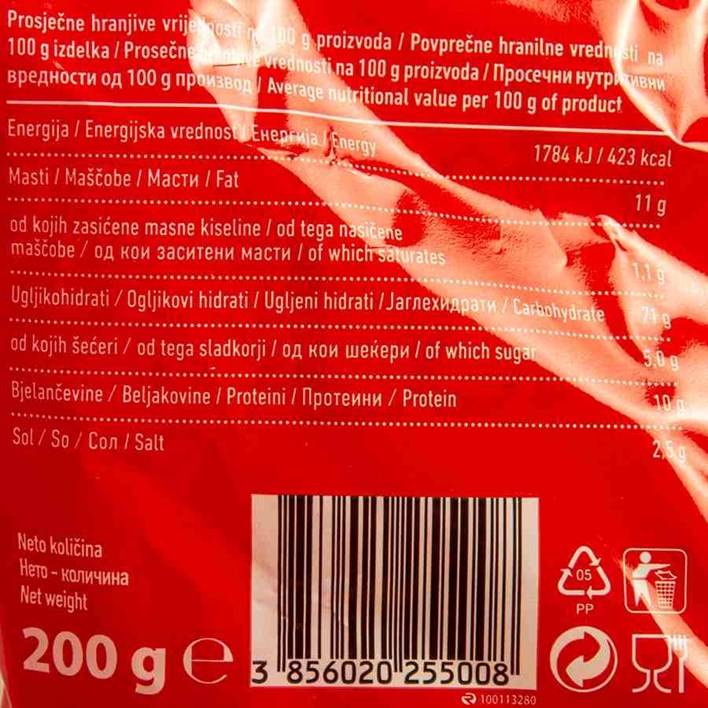 Prosječne hranjive vrijednosti na 100 g proizvoda / Povprečne hranilne vrednosti na
100 g izdelka / Prosečne hranljive vrednosti na 100 g proizvoda / Просечни нутритивни
вредности од 100 g производ / Average nutritional value per 100 g of product
Energija / Energijska vrednost / Енергија / Energy 1784 kJ / 423 kcal
Masti / Maščobe / Масти / Fat 11 g
od kojih zasićene masne kiseline / od tega nasičene
maščobe / од кои заситени масти / of which saturates 1,1 g
Ugljikohidrati / Ogljikovi hidrati / Ugljeni hidrati / Јаглехидрати / Carbohydrate 71 g
od kojih šećeri / od tega sladkorji / од кои шеќери / of which sugar 5,0 g
Bjelančevine / Beljakovine / Proteini / Протеини / Protein 10 g
Sol / So / Сол / Salt 2,5 g
Neto količina
Нето - количина
Net weight
200 g e
3 856020 255008
05
PP
100113280